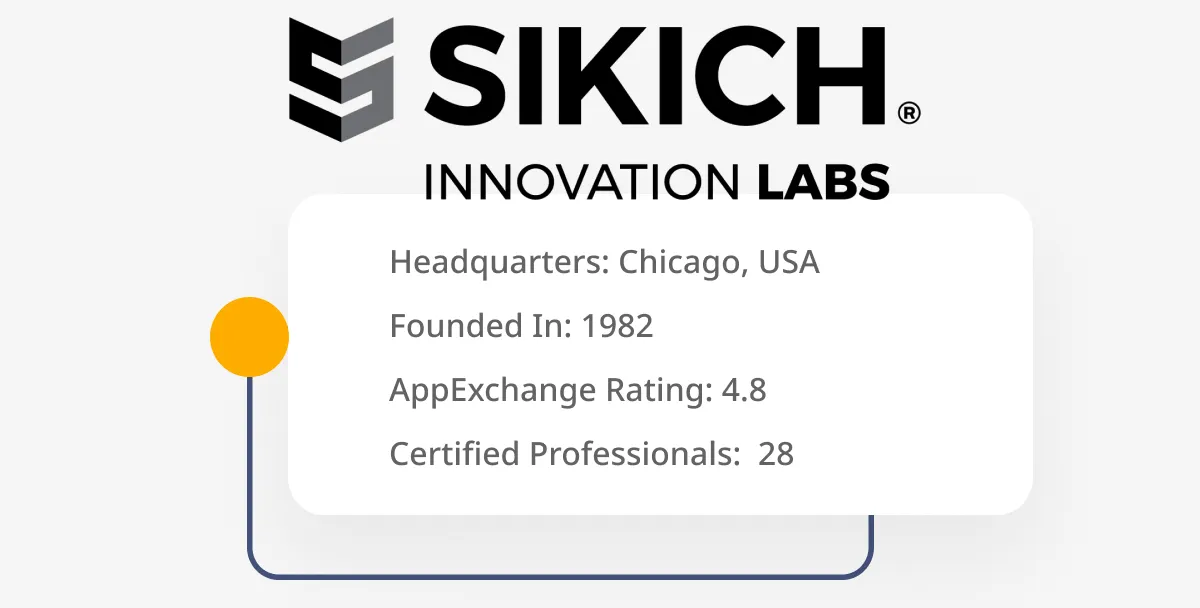 SIKICH®
INNOVATION LABS
Headquarters: Chicago, USA
Founded In: 1982
AppExchange Rating: 4.8
Certified Professionals:  28